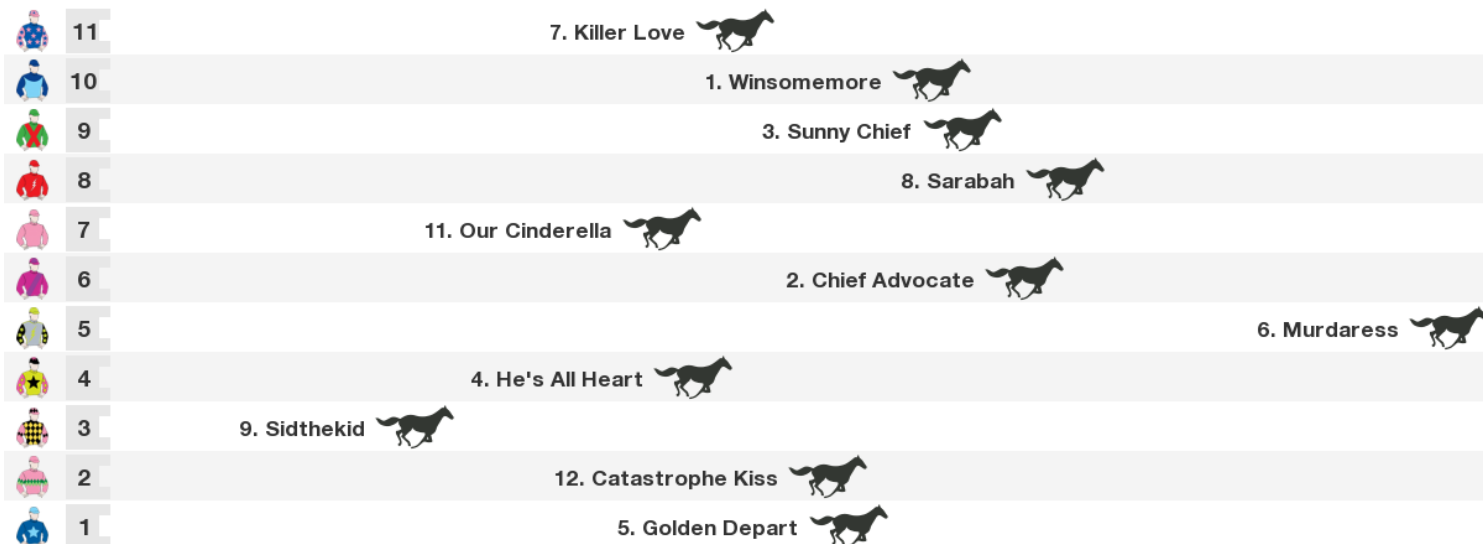 11 7. Killer Love
10 1. Winsomemore
9 3. Sunny Chief
8 8. Sarabah
7 11. Our Cinderella
6 2. Chief Advocate
5 6. Murdaress
4 4. He's All Heart
3 9. Sidthekid
2 12. Catastrophe Kiss
1 5. Golden Depart